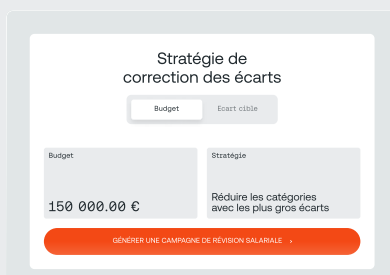 Stratégie de
correction des écarts
Budget
Ecart cible
Budget
150 000.00 €
Stratégie
Réduire les catégories
avec les plus gros écarts
GÉNÉRER UNE CAMPAGNE DE RÉVISION SALARIALE ›